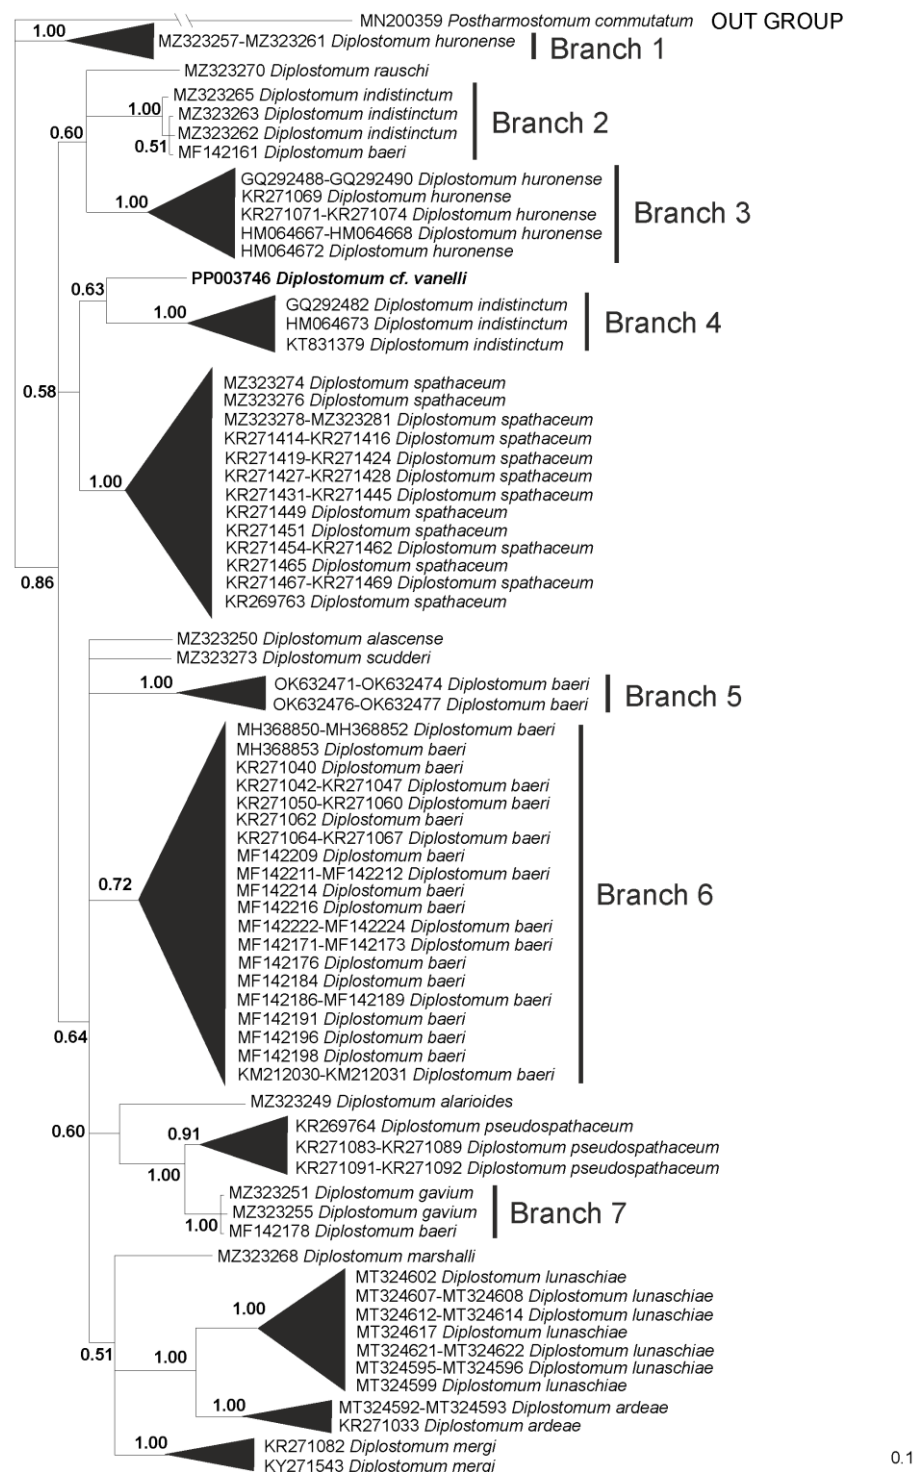 MN200359 Postharmostomum commutatum OUT GROUP
1.00
MZ323257-MZ323261 Diplostomum huronense
Branch 1
MZ323270 Diplostomum rauschi
MZ323265 Diplostomum indistinctum
1.00
MZ323263 Diplostomum indistinctum
Branch 2
0.60
MZ323262 Diplostomum indistinctum
0.51
MF142161 Diplostomum baeri
GQ292488-GQ292490 Diplostomum huronense
KR271069 Diplostomum huronense
1.00
KR271071-KR271074 Diplostomum huronense
Branch 3
HM064667-HM064668 Diplostomum huronense
HM064672 Diplostomum huronense
PP003746 Diplostomum cf. vanelli
0.63
GQ292482 Diplostomum indistinctum
1.00
HM064673 Diplostomum indistinctum
Branch 4
KT831379 Diplostomum indistinctum
0.58
MZ323274 Diplostomum spathaceum
MZ323276 Diplostomum spathaceum
MZ323278-MZ323281 Diplostomum spathaceum
KR271414-KR271416 Diplostomum spathaceum
KR271419-KR271424 Diplostomum spathaceum
KR271427-KR271428 Diplostomum spathaceum
1.00
KR271431-KR271445 Diplostomum spathaceum
KR271449 Diplostomum spathaceum
KR271451 Diplostomum spathaceum
KR271454-KR271462 Diplostomum spathaceum
KR271465 Diplostomum spathaceum
0.86
KR271467-KR271469 Diplostomum spathaceum
KR269763 Diplostomum spathaceum
MZ323250 Diplostomum alascense
MZ323273 Diplostomum scudderi
1.00
OK632471-OK632474 Diplostomum baeri
OK632476-OK632477 Diplostomum baeri
Branch 5
MH368850-MH368852 Diplostomum baeri
MH368853 Diplostomum baeri
KR271040 Diplostomum baeri
KR271042-KR271047 Diplostomum baeri
KR271050-KR271060 Diplostomum baeri
KR271062 Diplostomum baeri
KR271064-KR271067 Diplostomum baeri
MF142209 Diplostomum baeri
MF142211-MF142212 Diplostomum baeri
0.72
MF142214 Diplostomum baeri
Branch 6
MF142216 Diplostomum baeri
MF142222-MF142224 Diplostomum baeri
MF142171-MF142173 Diplostomum baeri
MF142176 Diplostomum baeri
MF142184 Diplostomum baeri
MF142186-MF142189 Diplostomum baeri
MF142191 Diplostomum baeri
0.64
MF142196 Diplostomum baeri
MF142198 Diplostomum baeri
KM212030-KM212031 Diplostomum baeri
MZ323249 Diplostomum alarioides
0.60
KR269764 Diplostomum pseudospathaceum
0.91
KR271083-KR271089 Diplostomum pseudospathaceum
KR271091-KR271092 Diplostomum pseudospathaceum
1.00
MZ323251 Diplostomum gavium
MZ323255 Diplostomum gavium
Branch 7
1.00
MF142178 Diplostomum baeri
MZ323268 Diplostomum marshalli
MT324602 Diplostomum lunaschiae
MT324607-MT324608 Diplostomum lunaschiae
1.00
MT324612-MT324614 Diplostomum lunaschiae
MT324617 Diplostomum lunaschiae
MT324621-MT324622 Diplostomum lunaschiae
0.51
1.00
MT324595-MT324596 Diplostomum lunaschiae
MT324599 Diplostomum lunaschiae
1.00
MT324592-MT324593 Diplostomum ardeae
KR271033 Diplostomum ardeae
1.00
KR271082 Diplostomum mergi
KY271543 Diplostomum mergi
0.1